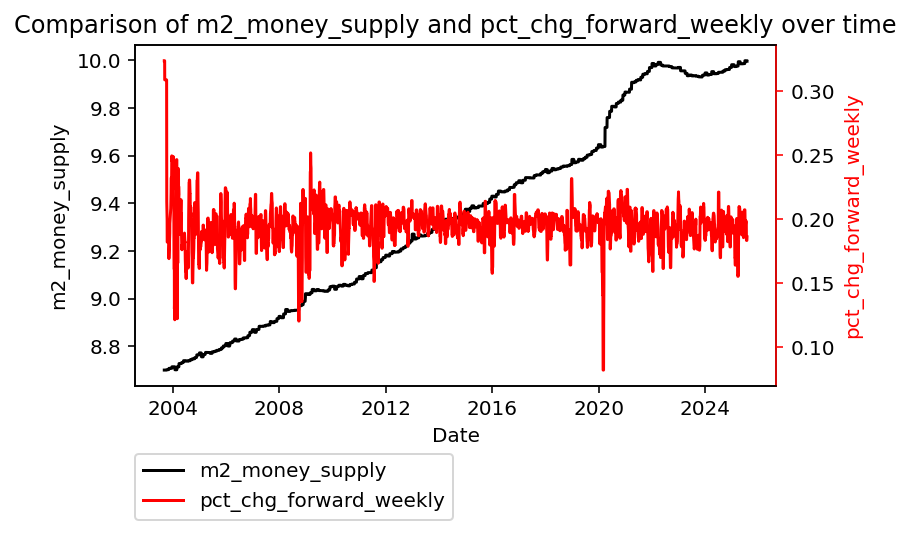 Comparison of m2_money_supply and pct_chg_forward_weekly over time
10.0
9.8
9.6
9.4
9.2
9.0
8.8
m2_money_supply
0.30
0.25
0.20
0.15
0.10
pct_chg_forward_weekly
2004 2008 2012 2016 2020 2024
Date
m2_money_supply
pct_chg_forward_weekly